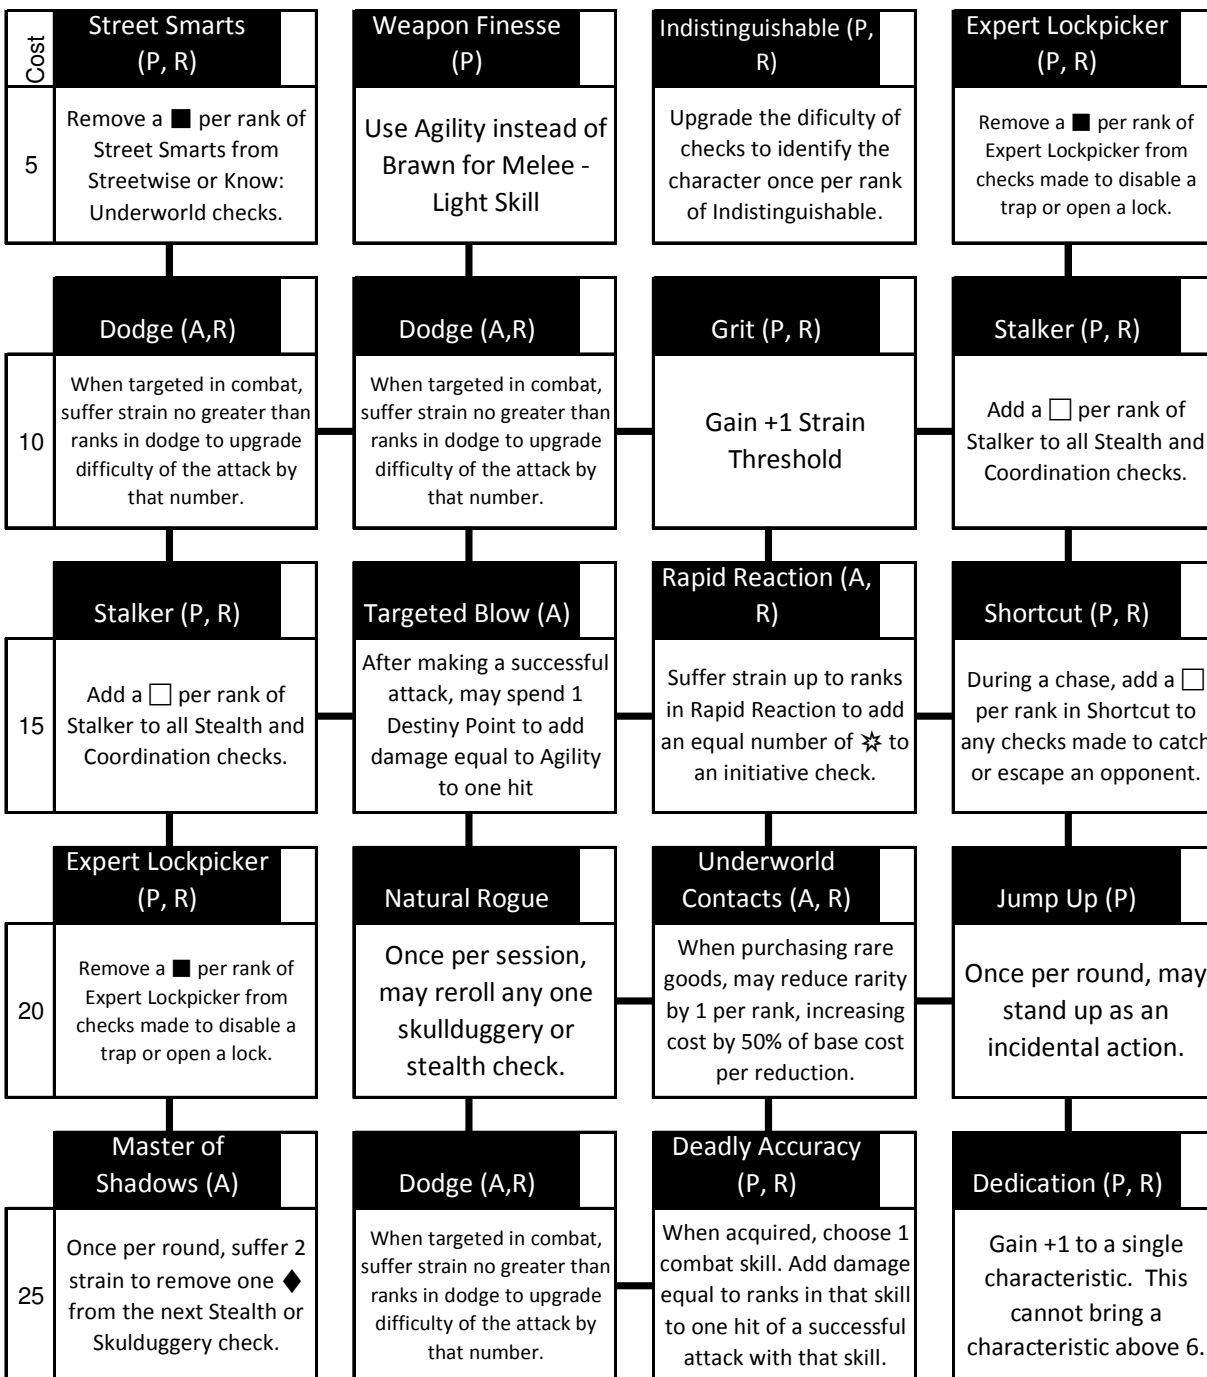 Cost
Street Smarts
(P, R)
Weapon Finesse
(P)
Indistinguishable (P,
R)
Expert Lockpicker
(P, R)
5
Remove a ■ per rank of
Street Smarts from
Streetwise or Know:
Underworld checks.
Use Agility instead of
Brawn for Melee -
Light Skill
Upgrade the dificulty of
checks to identify the
character once per rank
of Indistinguishable.
Remove a ■ per rank of
Expert Lockpicker from
checks made to disable a
trap or open a lock.
Dodge (A,R)
Dodge (A,R)
Grit (P, R)
Stalker (P, R)
10
When targeted in combat,
suffer strain no greater than
ranks in dodge to upgrade
difficulty of the attack by
that number.
When targeted in combat,
suffer strain no greater than
ranks in dodge to upgrade
difficulty of the attack by
that number.
Gain +1 Strain
Threshold
Add a □ per rank of
Stalker to all Stealth and
Coordination checks.
Stalker (P, R)
Targeted Blow (A)
Rapid Reaction (A,
R)
Shortcut (P, R)
15
Add a □ per rank of
Stalker to all Stealth and
Coordination checks.
After making a successful
attack, may spend 1
Destiny Point to add
damage equal to Agility
to one hit
Suffer strain up to ranks
in Rapid Reaction to add
an equal number of ✲ to
an initiative check.
During a chase, add a □
per rank in Shortcut to
any checks made to catch
or escape an opponent.
Expert Lockpicker
(P, R)
Natural Rogue
Underworld
Contacts (A, R)
Jump Up (P)
20
Remove a ■ per rank of
Expert Lockpicker from
checks made to disable a
trap or open a lock.
Once per session,
may reroll any one
skullduggery or
stealth check.
When purchasing rare
goods, may reduce rarity
by 1 per rank, increasing
cost by 50% of base cost
per reduction.
Once per round, may
stand up as an
incidental action.
Master of
Shadows (A)
Dodge (A,R)
Deadly Accuracy
(P, R)
Dedication (P, R)
25
Once per round, suffer 2
strain to remove one ♦
from the next Stealth or
Skulduggery check.
When targeted in combat,
suffer strain no greater than
ranks in dodge to upgrade
difficulty of the attack by
that number.
When acquired, choose 1
combat skill. Add damage
equal to ranks in that skill
to one hit of a successful
attack with that skill.
Gain +1 to a single
characteristic. This
cannot bring a
characteristic above 6.